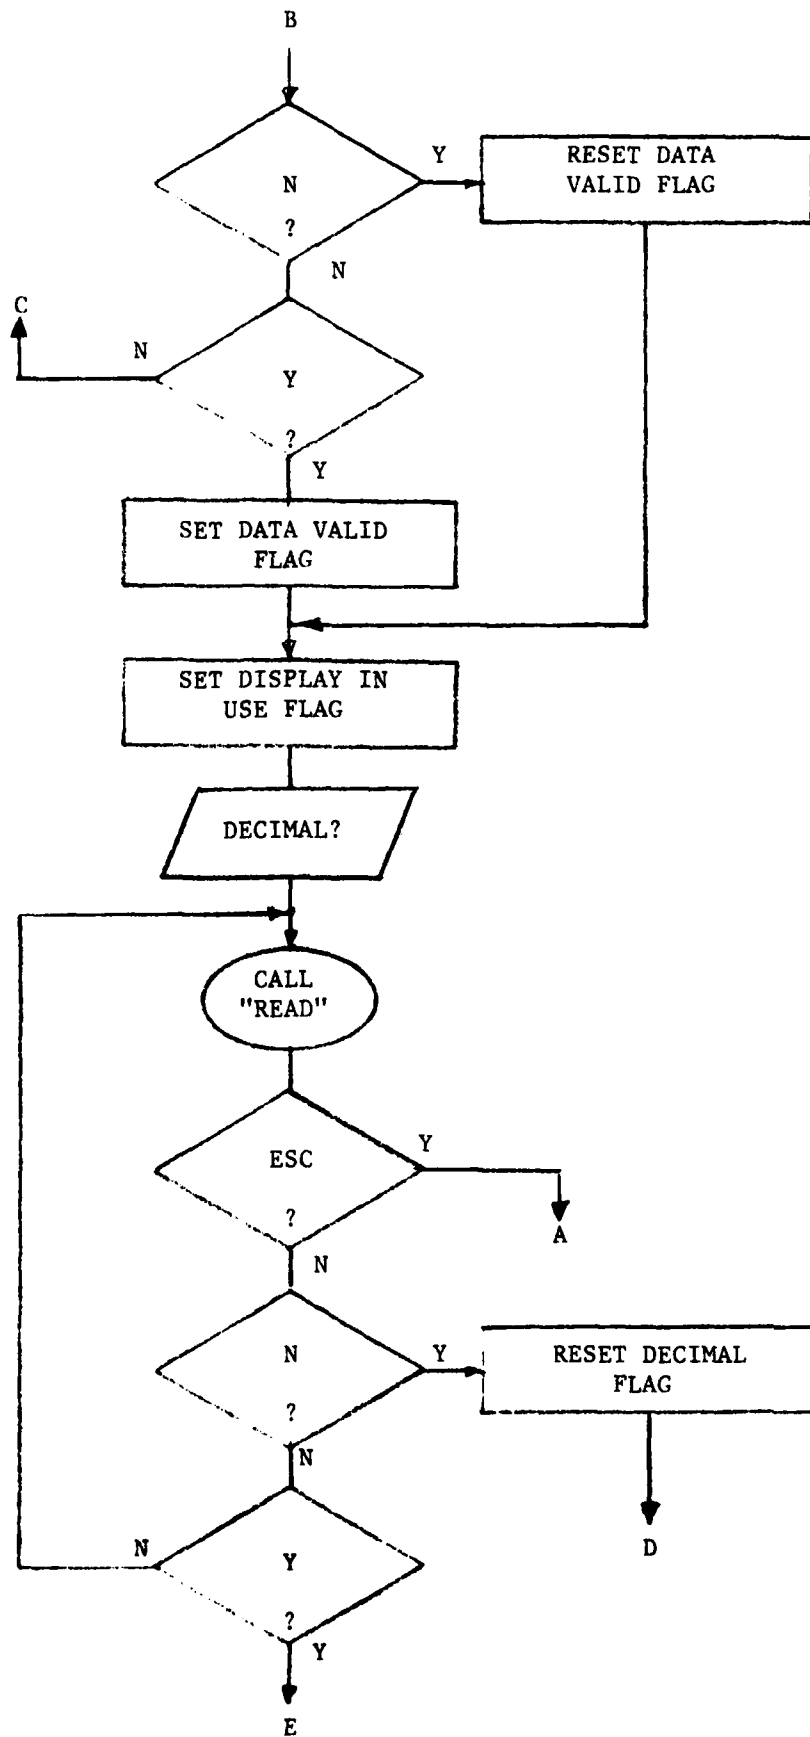 B
N
?
Y
RESET DATA
VALID FLAG
N
C
N
Y
?
Y
SET DATA VALID
FLAG
SET DISPLAY IN
USE FLAG
DECIMAL?
CALL
"READ"
ESC
?
Y
A
N
N
?
Y
RESET DECIMAL
FLAG
N
D
N
Y
?
Y
E